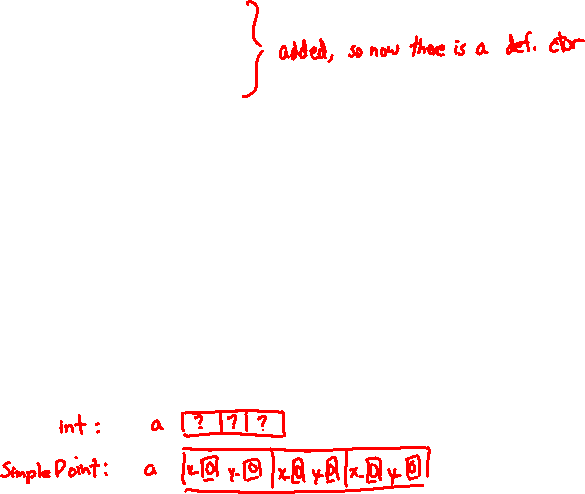 added, so now there is a def. ctor
int: a ? ? ?
SimplePoint: a x 0 y 0 x 0 y 0 x 0 y 0